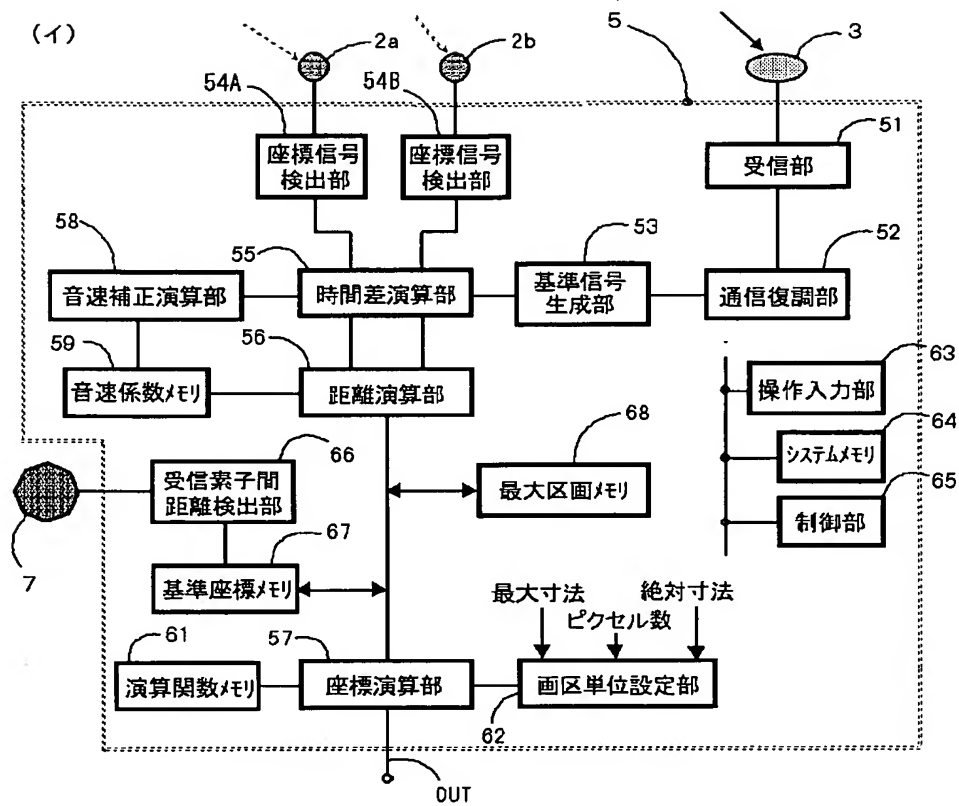 (イ)
2a
2b
5
3
54A
54B
51
座標信号
検出部
座標信号
検出部
受信部
58
55
53
52
音速補正演算部
時間差演算部
基準信号
生成部
通信復調部
59
56
63
音速係数メモリ
距離演算部
操作入力部
68
64
66
システムメモリ
受信素子間
距離検出部
最大区画メモリ
65
制御部
7
67
基準座標メモリ
最大寸法
ピクセル数
絶対寸法
61
57
演算関数メモリ
座標演算部
画区単位設定部
62
OUT